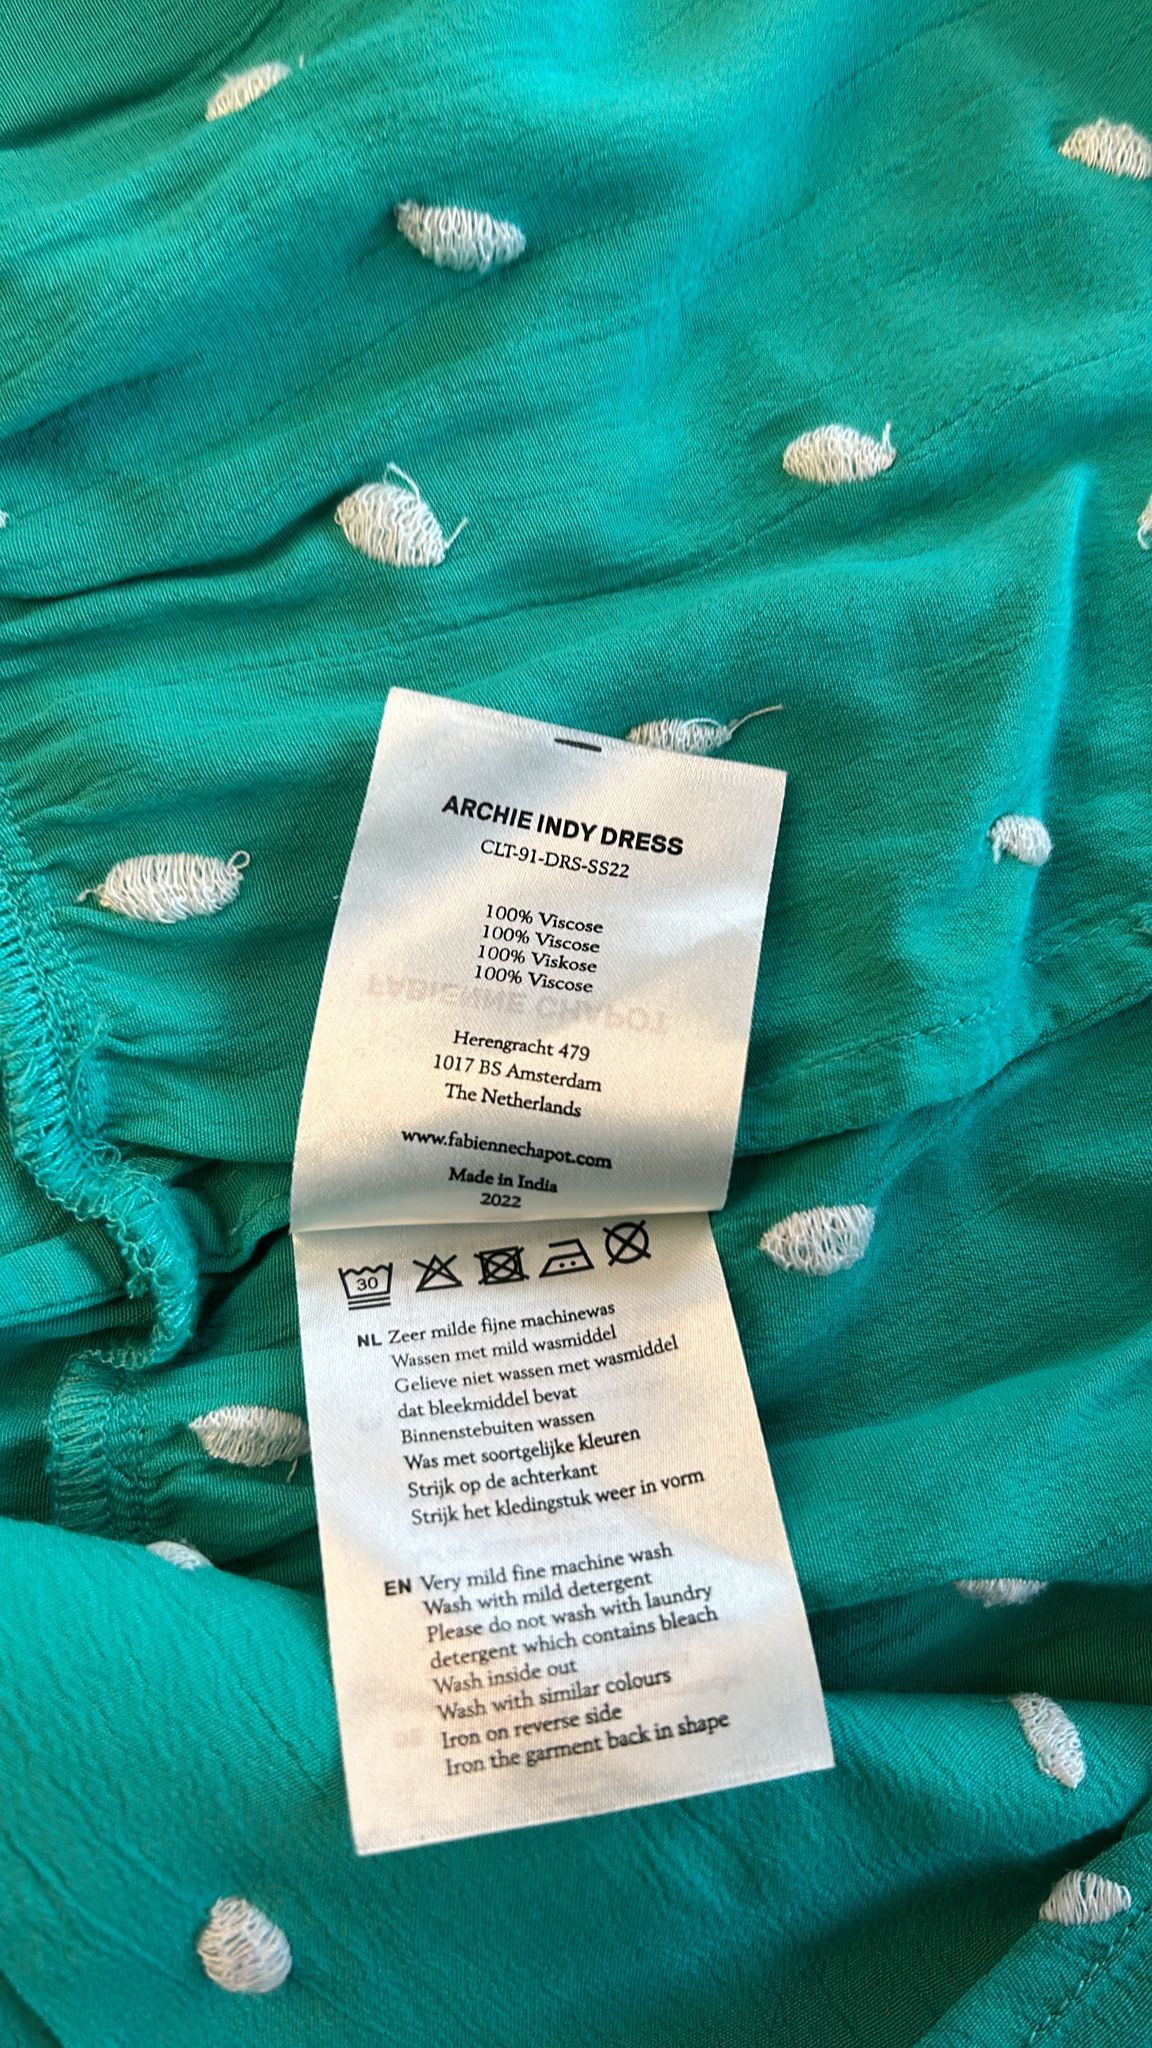 ARCHIE INDY DRESS
CLT-91-DRS-SS22
100% Viscose
100% Viscose
100% Viskose
100% Viscose
FABIENNE CHAPOT
Herengracht 479
1017 BS Amsterdam
The Netherlands
www.fabiennechapot.com
Made in India
2022
30
NL Zeer milde fijne machinewas
Wassen met mild wasmiddel
Gelieve niet wassen met wasmiddel
dat bleekmiddel bevat
Binnenstebuiten wassen
Was met soortgelijke kleuren
Strijk op de achterkant
Strijk het kledingstuk weer in vorm
EN Very mild fine machine wash
Wash with mild detergent
Please do not wash with laundry
detergent which contains bleach
Wash inside out
Wash with similar colours
Iron on reverse side
Iron the garment back in shape